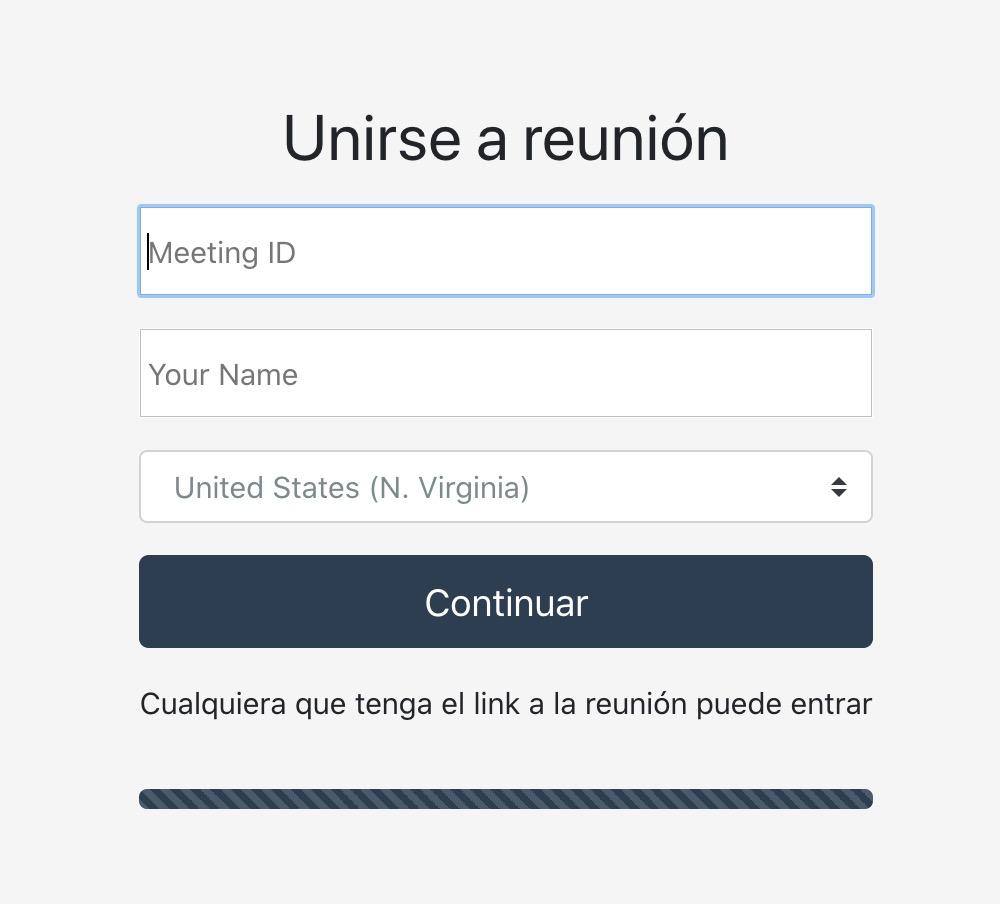 Unirse a reunión
Meeting ID
Your Name
United States (N. Virginia)
Continuar
Cualquiera que tenga el link a la reunión puede entrar